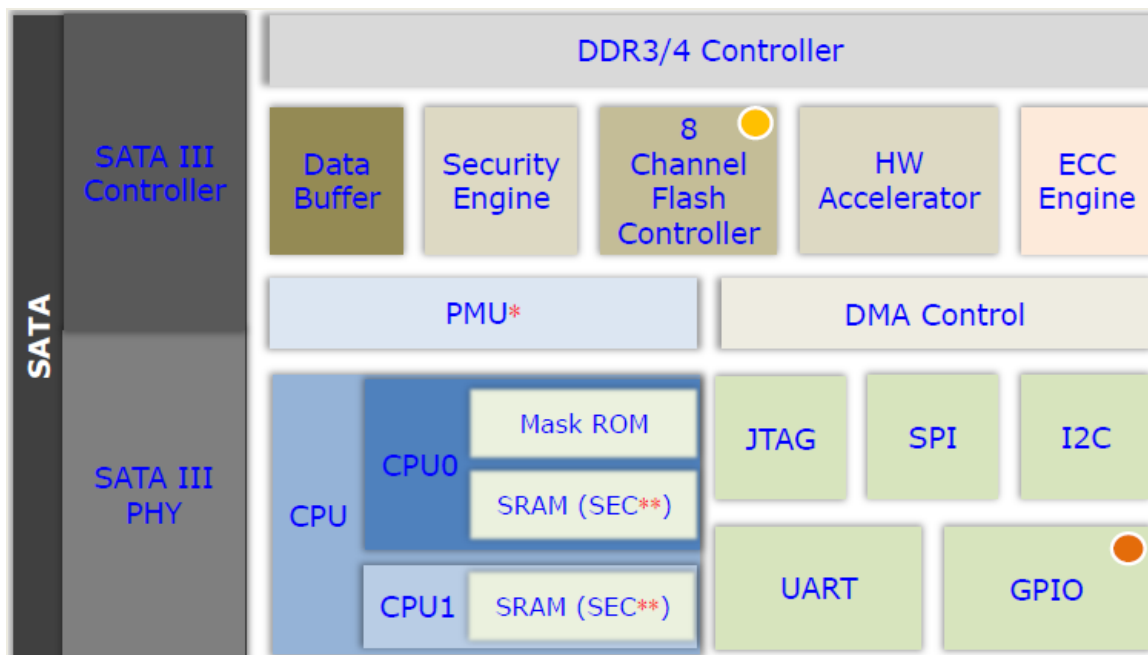 SATA
SATA III
Controller
SATA III
PHY
DDR3/4 Controller
Data
Buffer
Security
Engine
8
Channel
Flash
Controller
HW
Accelerator
ECC
Engine
PMU*
DMA Control
CPU
CPU0
Mask ROM
SRAM (SEC**)
CPU1
SRAM (SEC**)
JTAG
SPI
I2C
UART
GPIO